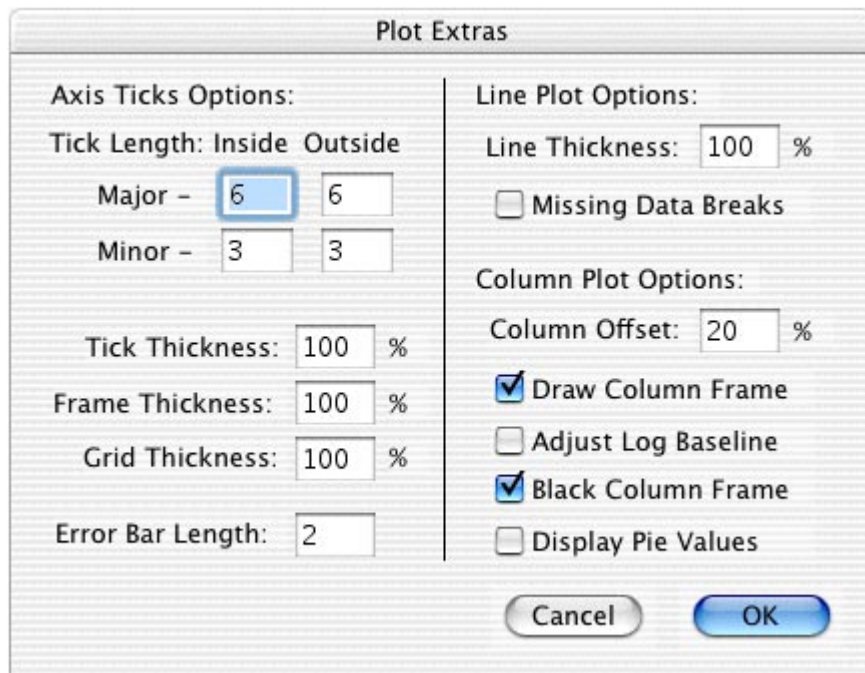 Plot Extras
Axis Ticks Options:
Tick Length: Inside Outside
Major – 6 6
Minor – 3 3
Tick Thickness: 100 %
Frame Thickness: 100 %
Grid Thickness: 100 %
Error Bar Length: 2
Line Plot Options:
Line Thickness: 100 %
Missing Data Breaks
Column Plot Options:
Column Offset: 20 %
Draw Column Frame
Adjust Log Baseline
Black Column Frame
Display Pie Values
Cancel OK